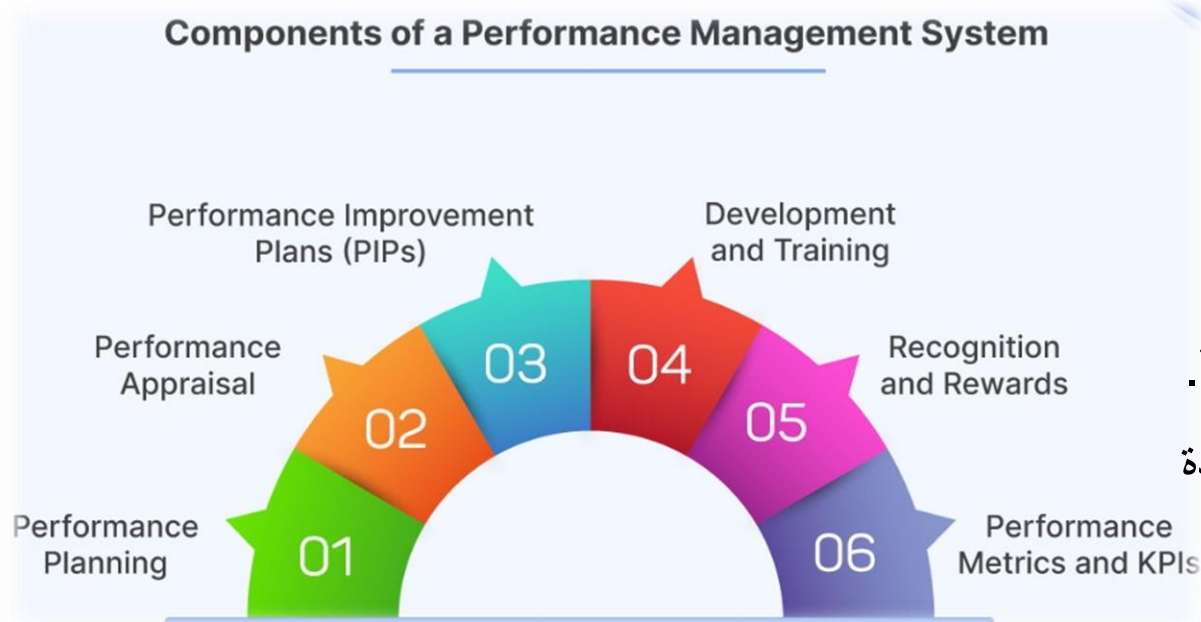 Components of a Performance Management System
Performance Improvement
Plans (PIPs)
Development
and Training
Performance
Appraisal
Recognition
and Rewards
03
04
02
05
Performance
Planning
Performance
Metrics and KPIs
01
06